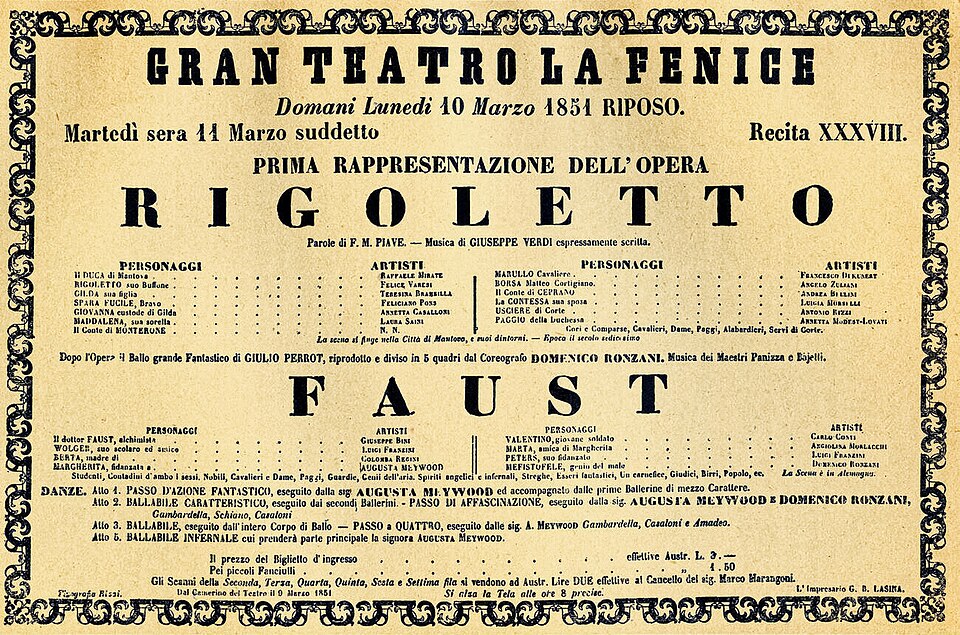 GRAN TEATRO LA FENICE
Domani Lunedì 10 Marzo 1851 RIPOSO.
Martedì sera 11 Marzo suddetto Recita XXXVIII.
PRIMA RAPPRESENTAZIONE DELL'OPERA
RIGOLETTO
Parole di F. M. PIAVE. — Musica di GIUSEPPE VERDI espressamente scritta.
PERSONAGGI ARTISTI
Il DUCA di Mantova RAFFAELE MIRATE
RIGOLETTO suo Buffone FELICE VARESI
GILDA sua figlia TERESINA BRAMBILLA
SPARA FUCILE, Bravo FELICIANO PONS
GIOVANNA custode di Gilda ANNETTA CASALLONI
MADDALENA, sua sorella LAURA SAINI
Il Conte di MONTERONE N. N.
PERSONAGGI ARTISTI
MARULLO Cavaliere FRANCESCO
BORSA Matteo Cortigiano. ANGELO ZULIANI
Il Conte di CEPRANO ANDREA BELLINI
La CONTESSA sua sposa LUIGIA MORSELLI
USCIERE di Corte ANTONIO RIZZI
PAGGIO della Duchessa ANNETTA MODEST-LOVATI
Cori e Comparse, Cavalieri, Dame, Paggi, Alabardieri, Servi di Corte.
La scena si finge nella Città di Mantova, e suoi dintorni. — Epoca il secolo sedicesimo
Dopo l'Opera il Ballo grande Fantastico di GIULIO PERROT, riprodotto e diviso in 5 quadri dal Coreografo DOMENICO RONZANI. Musica dei Maestri Panizza e Bajetti.
FAUST
PERSONAGGI ARTISTI
Il dottor FAUST, alchimista GIUSEPPE BINI
WOLGER, suo scolaro ed amico LUIGI FRANZINI
BERTA, madre di COLOMBA REGINI
MARGHERITA, fidanzata a AUGUSTA MEYWOOD
PERSONAGGI ARTISTI
VALENTINO, giovane soldato CARLO CONTI
MARTA, amica di Margherita ANGIOLINA MORLACCHI
PETERS, suo fidanzato LUIGI FRANZINI
MEFISTOFELE, genio del male DOMENICO RONZANI
Studenti, Contadini d'ambo i sessi. Nobili, Cavalieri e Dame, Paggi, Guardie, Genii dell'aria. Spiriti angelici e infernali, Streghe, Esseri fantastici, Un carnefice, Giudici, Birri, Popolo, ec. La Scena è in Alemagna.
DANZE. Atto 1. PASSO D'AZIONE FANTASTICO, eseguito dalla sig. AUGUSTA MEYWOOD ed accompagnato dalle prime Ballerine di mezzo Carattere.
Atto 2. BALLABILE CARATTERISTICO, eseguito dai secondi Ballerini. - PASSO DI AFFASCINAZIONE, eseguito dalla sig. AUGUSTA MEYWOOD E DOMENICO RONZANI,
Gambardella, Schiano, Casaloni
Atto 3. BALLABILE, eseguito dall'intero Corpo di Ballo — PASSO a QUATTRO, eseguito dalle sig. A. MEYWOOD Gambardella, Casaloni e Amadeo.
Atto 5. BALLABILE INFERNALE cui prenderà parte principale la signora AUGUSTA MEYWOOD.
Il prezzo del Biglietto d'ingresso effettive Austr. L. 3.—
Pei piccoli Fanciulli „ 1.50
Gli Scanni della Seconda, Terza, Quarta, Quinta, Sesta e Settima fila si vendono ad Austr. Lire DUE effettive al Cancello del sig. Marco Marangoni.
Tipografia Rizzi. Dal Camerino del Teatro il 9 Marzo 1851 Si alza la Tela alle ore 8 precise. L'Impresario G. B. LASINA.